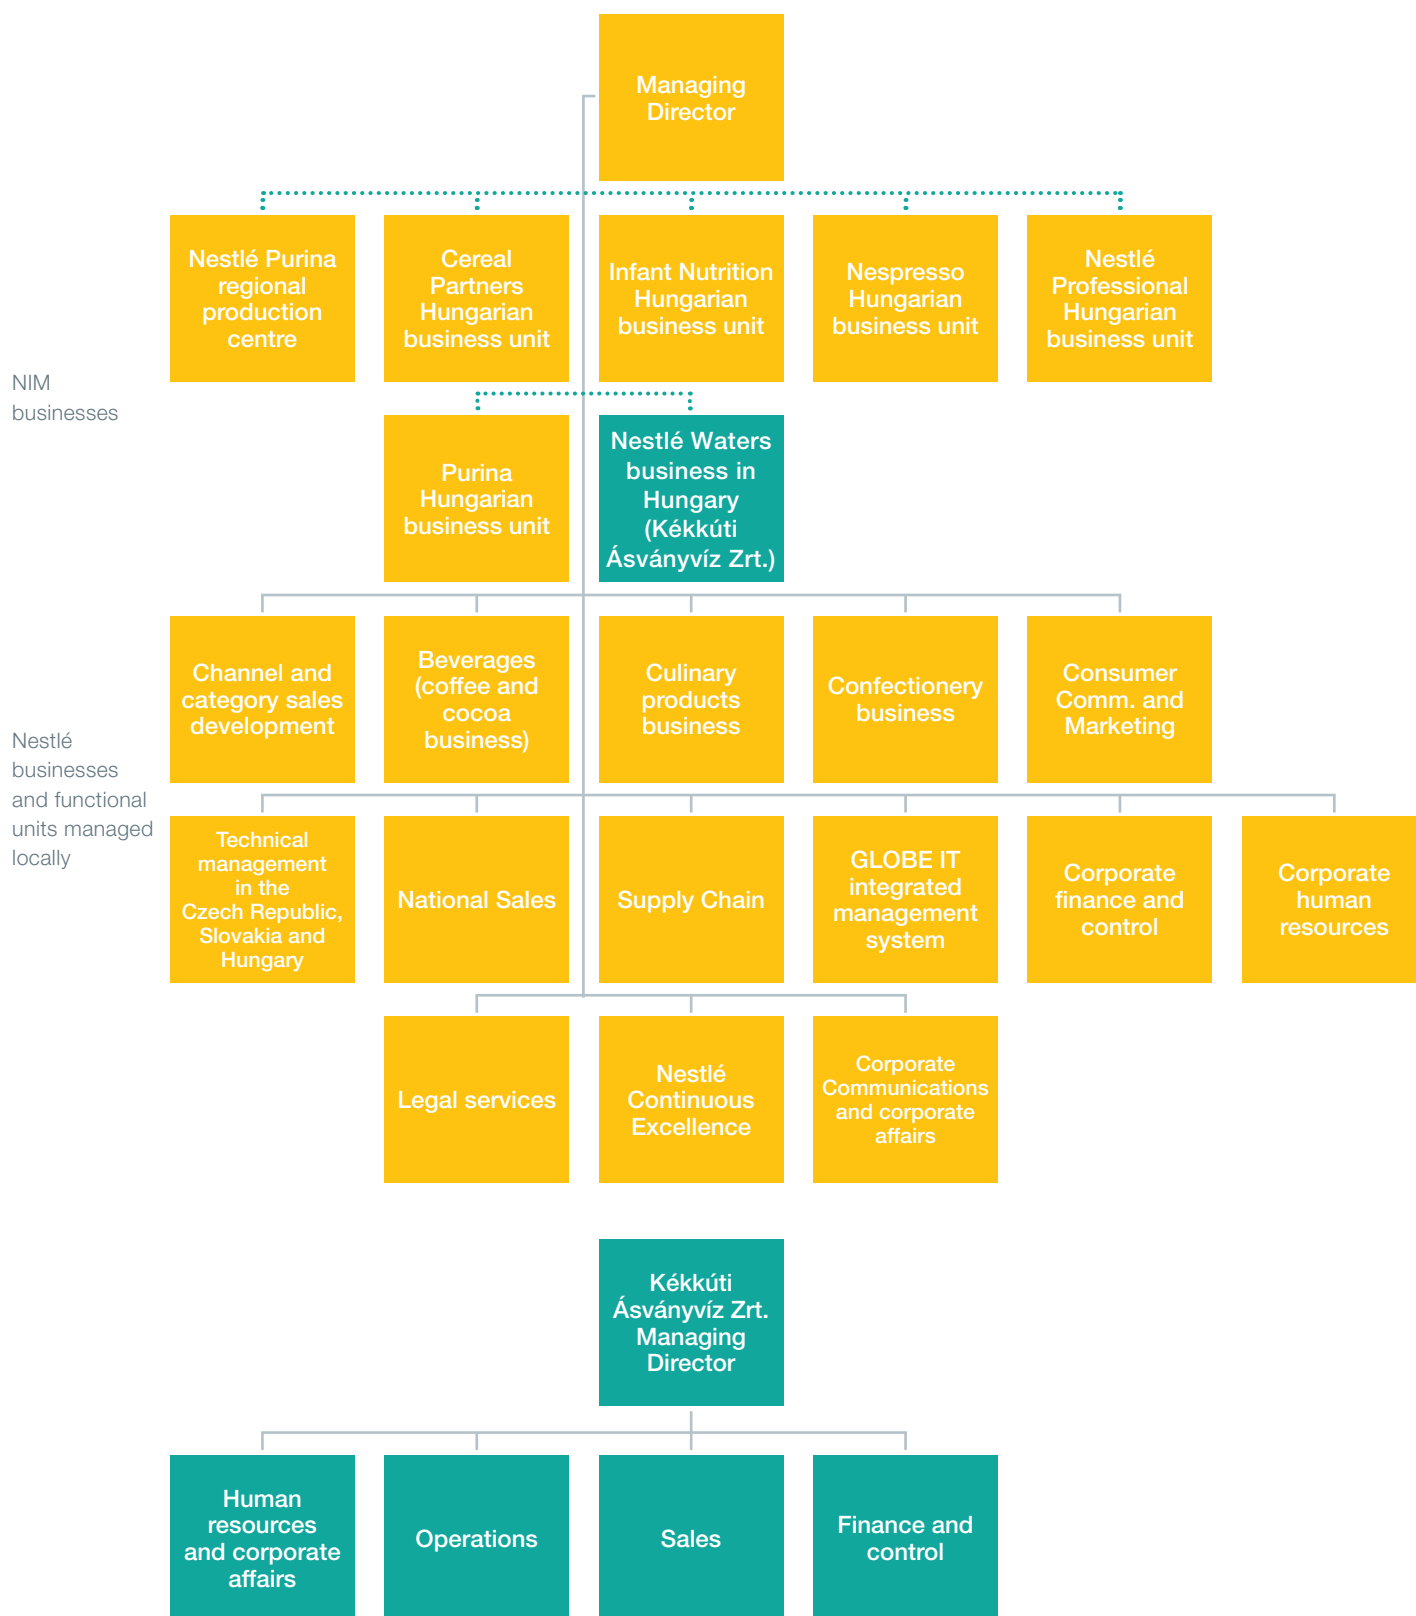 Managing
Director
NIM
businesses
Nestlé Purina
regional
production
centre
Cereal
Partners
Hungarian
business unit
Infant Nutrition
Hungarian
business unit
Nespresso
Hungarian
business unit
Nestlé
Professional
Hungarian
business unit
Purina
Hungarian
business unit
Nestlé Waters
business in
Hungary
(Kékkúti
Ásványvíz Zrt.)
Nestlé
businesses
and functional
units managed
locally
Channel and
category sales
development
Beverages
(coffee and
cocoa
business)
Culinary
products
business
Confectionery
business
Consumer
Comm. and
Marketing
Technical
management
in the
Czech Republic,
Slovakia and
Hungary
National Sales
Supply Chain
GLOBE IT
integrated
management
system
Corporate
finance and
control
Corporate
human
resources
Legal services
Nestlé
Continuous
Excellence
Corporate
Communications
and corporate
affairs
Kékkúti
Ásványvíz Zrt.
Managing
Director
Human
resources
and corporate
affairs
Operations
Sales
Finance and
control